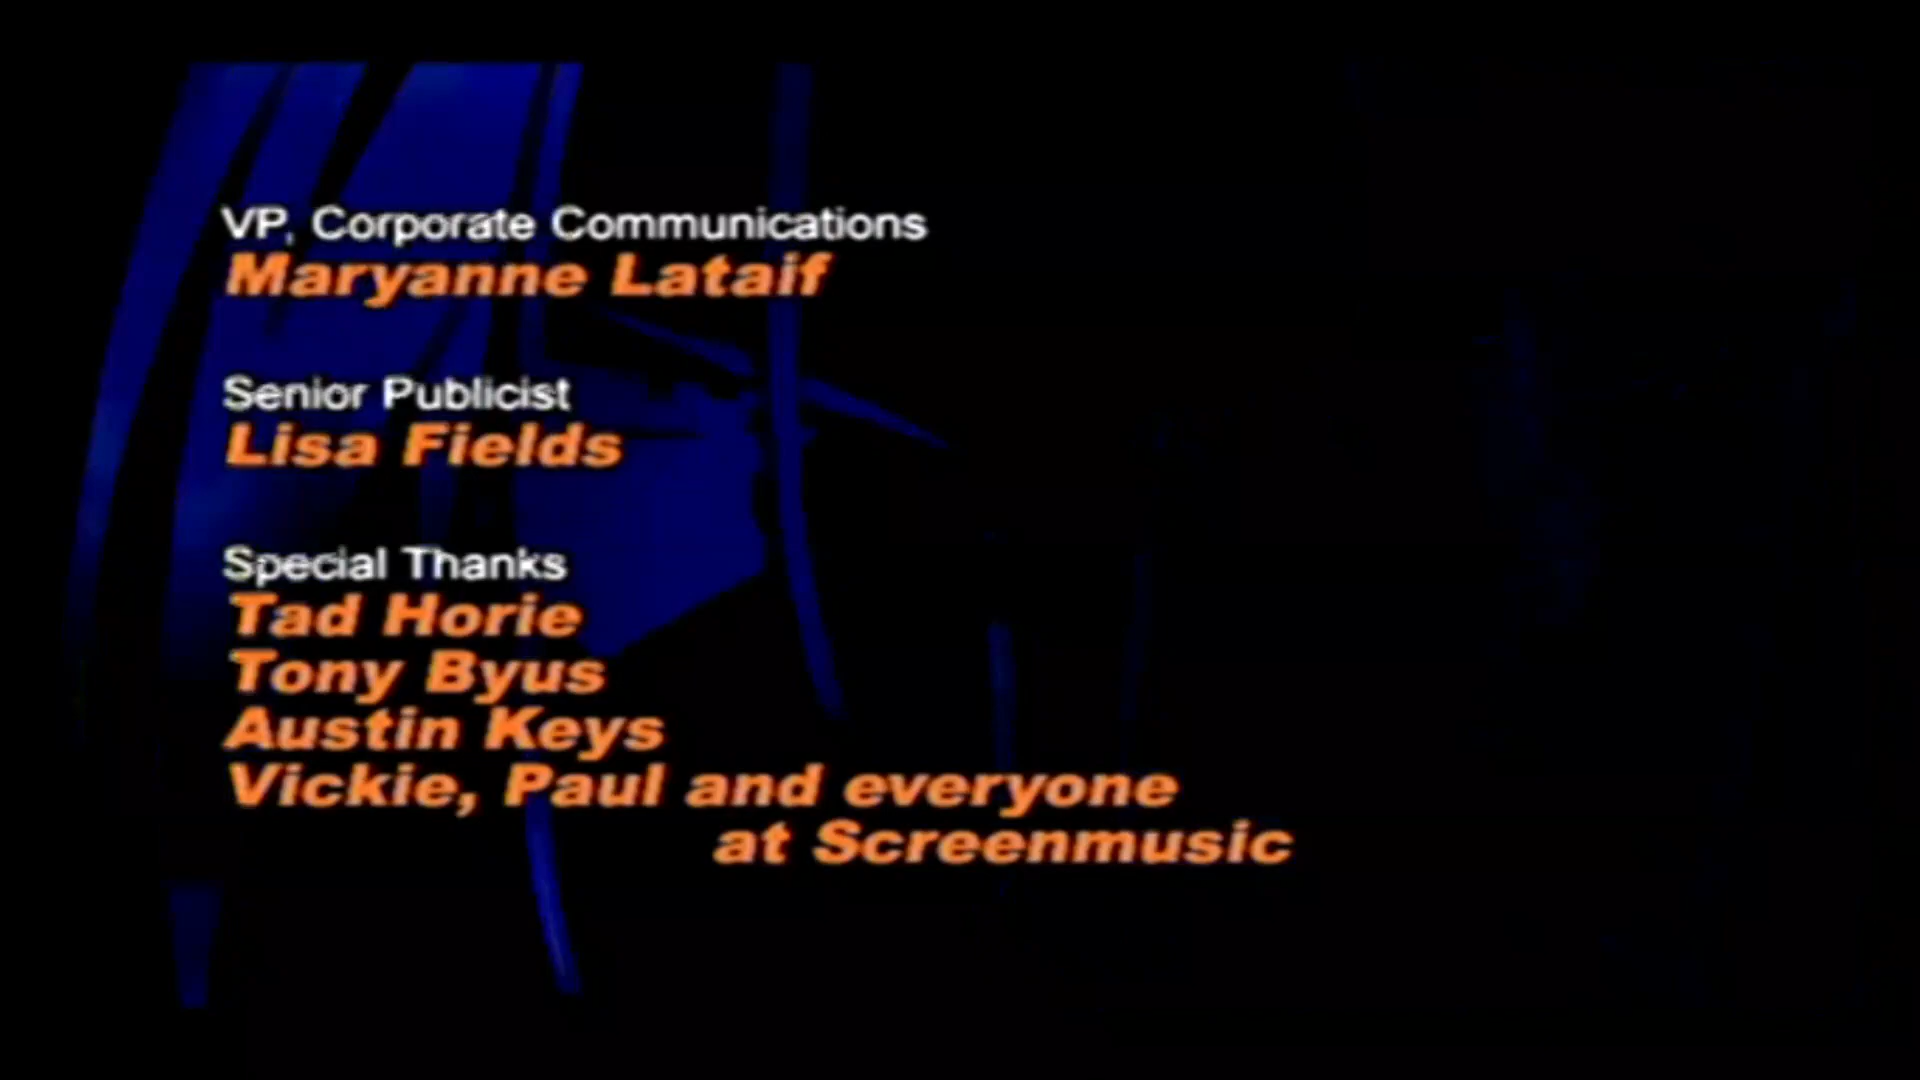 VP, Corporate Communications
Maryanne Lataif
Senior Publicist
Lisa Fields
Special Thanks
Tad Horie
Tony Byus
Austin Keys
Vickie, Paul and everyone
at Screenmusic